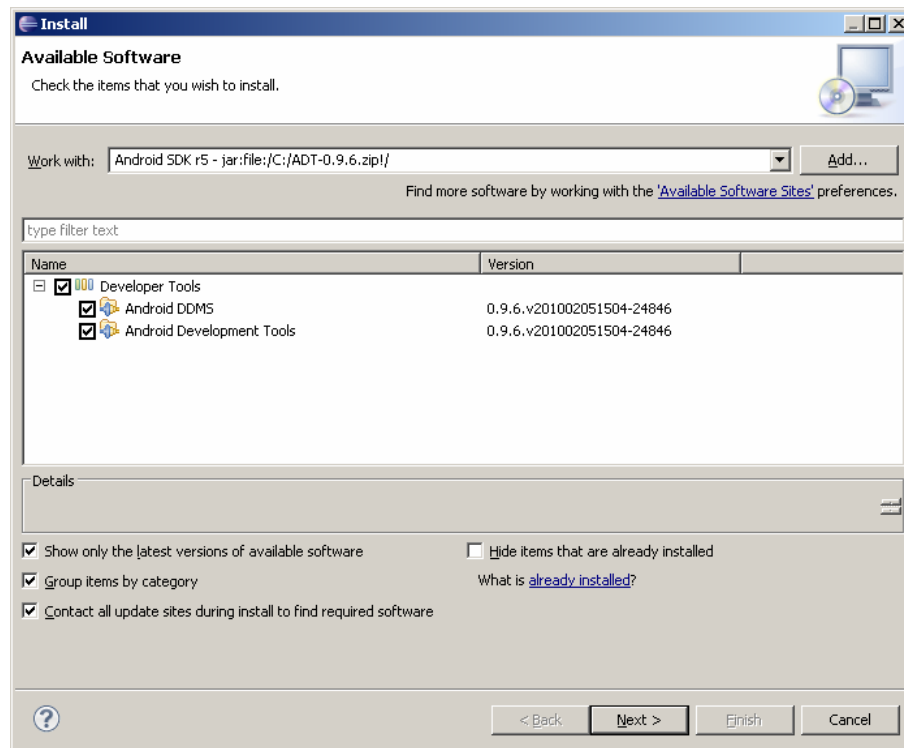 Install
Available Software
Check the items that you wish to install.
Work with: Android SDK r5 - jar:file:/C:/ADT-0.9.6.zip!/ Add...
Find more software by working with the 'Available Software Sites' preferences.
type filter text
Name Version
Developer Tools
Android DDMS 0.9.6.v201002051504-24846
Android Development Tools 0.9.6.v201002051504-24846
Details
Show only the latest versions of available software Hide items that are already installed
Group items by category What is already installed?
Contact all update sites during install to find required software
? < Back Next > Finish Cancel